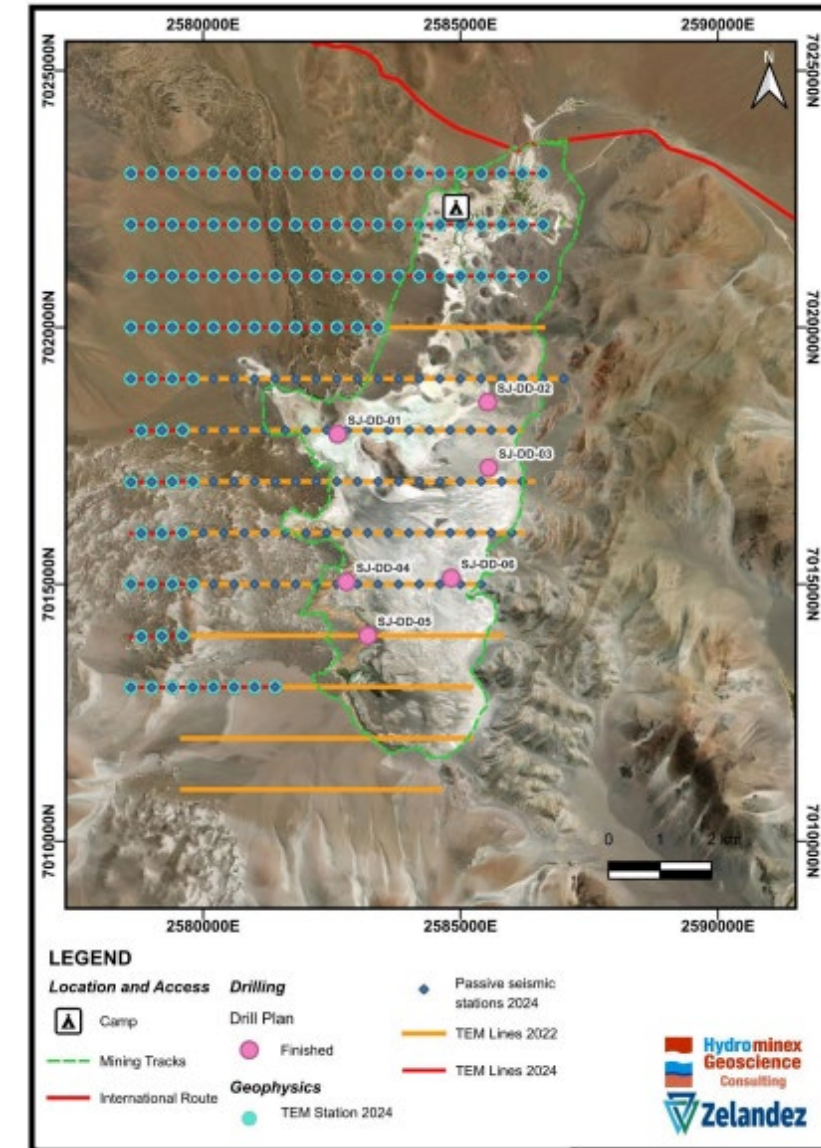 2580000E 2585000E 2590000E
7025000N 7025000N
N
SJ-DD-02
SJ-DD-01
SJ-DD-03
SJ-DD-04
SJ-DD-06
SJ-DD-05
7020000N 7020000N
7015000N 7015000N
7010000N 7010000N
0 1 2 km
2580000E 2585000E 2590000E
LEGEND
Location and Access
Camp
Mining Tracks
International Route
Drilling
Drill Plan
Finished
Geophysics
TEM Station 2024
Passive seismic
stations 2024
TEM Lines 2022
TEM Lines 2024
Hydrominex
Geoscience
Consulting
Zelandez